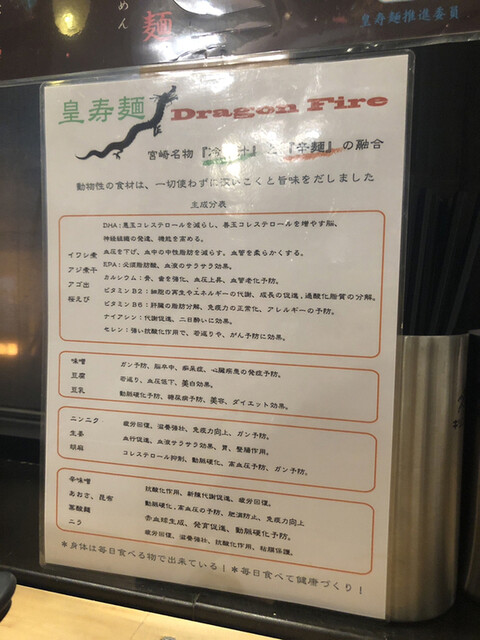 めん
麺
皇寿麺推進委員
皇寿麺 Dragon Fire
宮崎名物『冷や汁』と『辛麺』の融合
動物性の食材は、一切使わずに深いこくと旨味をだしました
主成分表
DHA：悪玉コレステロールを減らし、善玉コレステロールを増やす脳、
神経組織の発達、機能を高める。
イワシ煮 血圧を下げ、血中の中性脂肪を減らす。血管を柔らかくする。
アジ煮干 EPA：必須脂肪酸、血液のサラサラ効果。
アゴ出 カルシウム：骨、歯を強化、血圧上昇、血管老化予防。
桜えび ビタミンB2：細胞の再生やエネルギーの代謝、成長の促進、過酸化脂質の分解。
ビタミンB6：肝臓の脂肪分解、免疫力の正常化、アレルギーの予防。
ナイアシン：代謝促進、二日酔いに効果。
セレン：強い抗酸化作用で、若返りや、がん予防に効果。
味噌 ガン予防、脳卒中、痴呆症、心臓疾患の発症予防。
豆腐 若返り、血圧低下、美白効果。
豆乳 動脈硬化予防、糖尿病予防、美容、ダイエット効果。
ニンニク 疲労回復、滋養強壮、免疫力向上、ガン予防。
生姜 血行促進、血液サラサラ効果、胃、整腸作用。
胡麻 コレステロール抑制、動脈硬化、高血圧予防、ガン予防。
辛味噌 抗酸化作用、新陳代謝促進、疲労回復。
あおさ、昆布 動脈硬化、高血圧の予防、肥満防止、免疫力向上
葉酸麺 赤血球生成、発育促進、動脈硬化予防。
ニラ 疲労回復、滋養強壮、抗酸化作用、粘膜保護。
＊身体は毎日食べる物で出来ている！＊毎日食べて健康づくり！